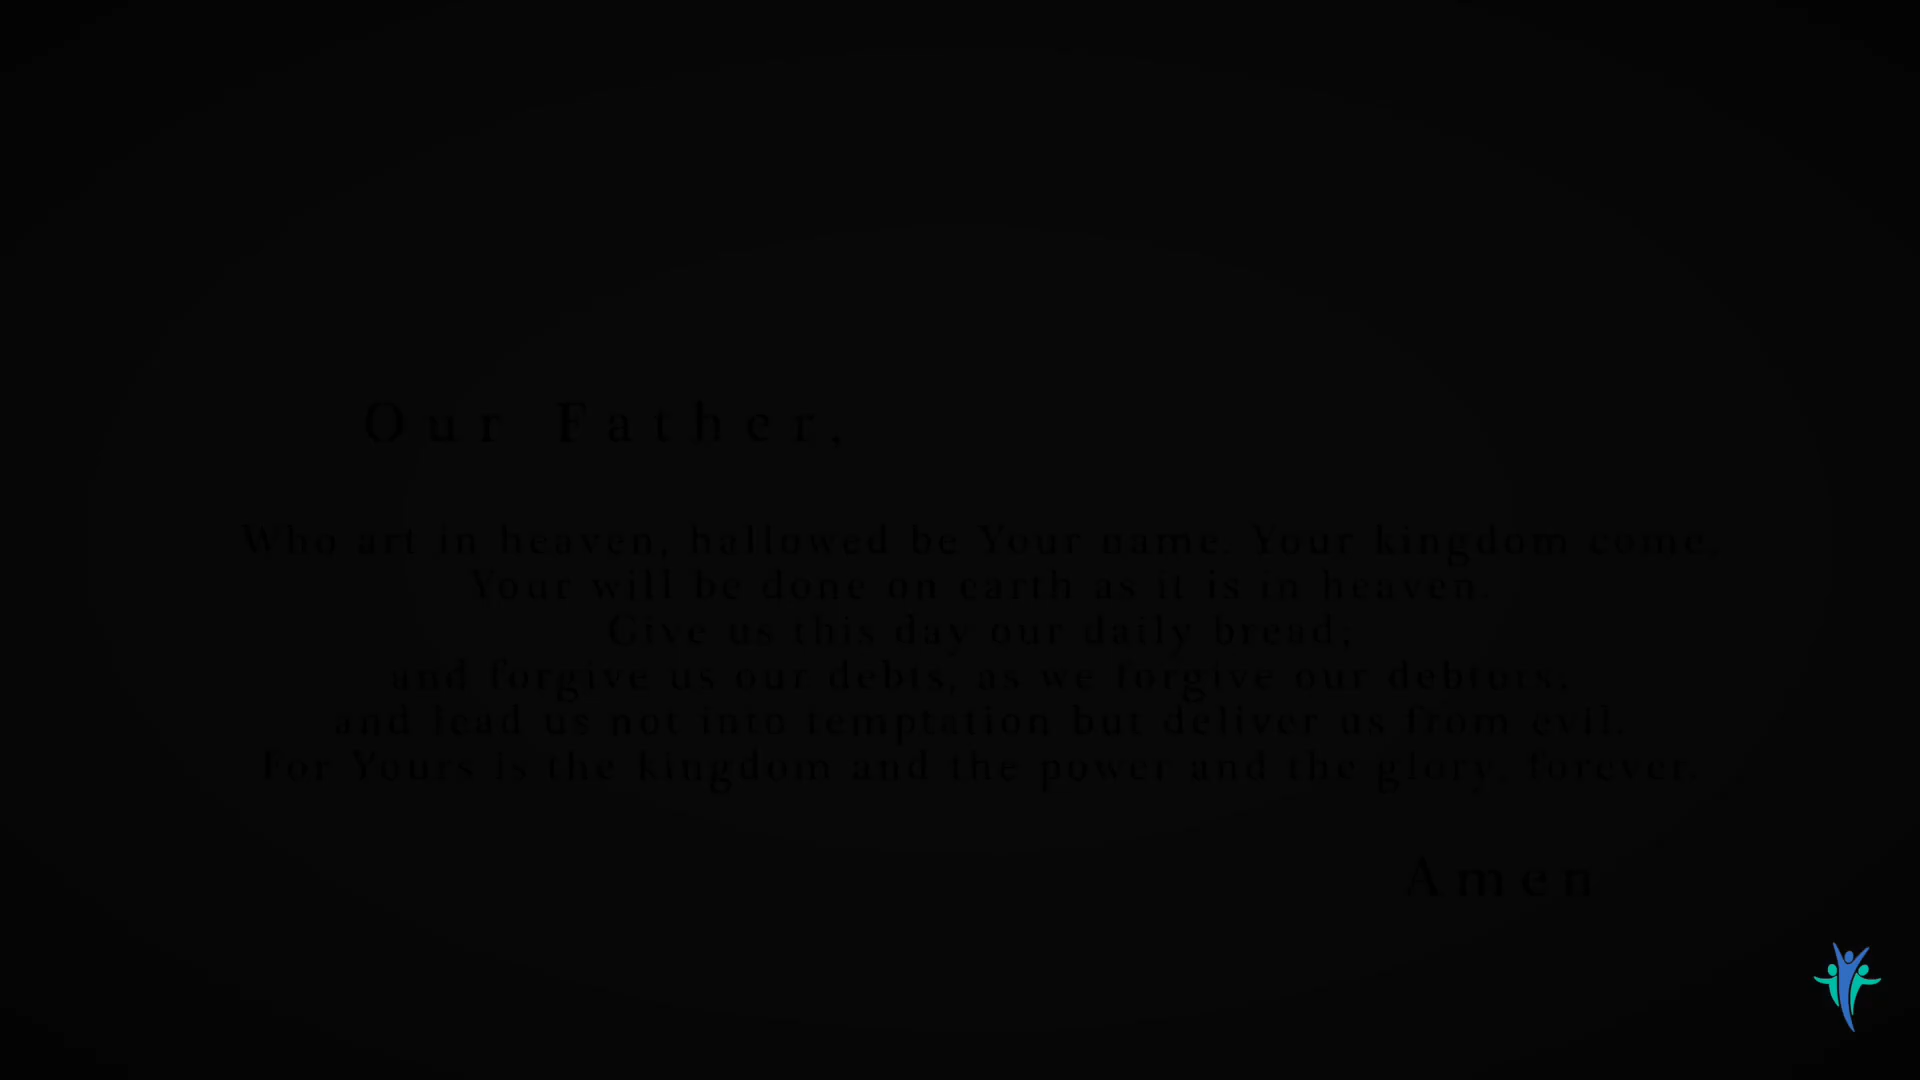 Our Father,
Who art in heaven, hallowed be Your name. Your kingdom come,
Your will be done on earth as it is in heaven.
Give us this day our daily bread;
and forgive us our debts, as we forgive our debtors;
and lead us not into temptation but deliver us from evil.
For Yours is the kingdom and the power and the glory, forever.
Amen